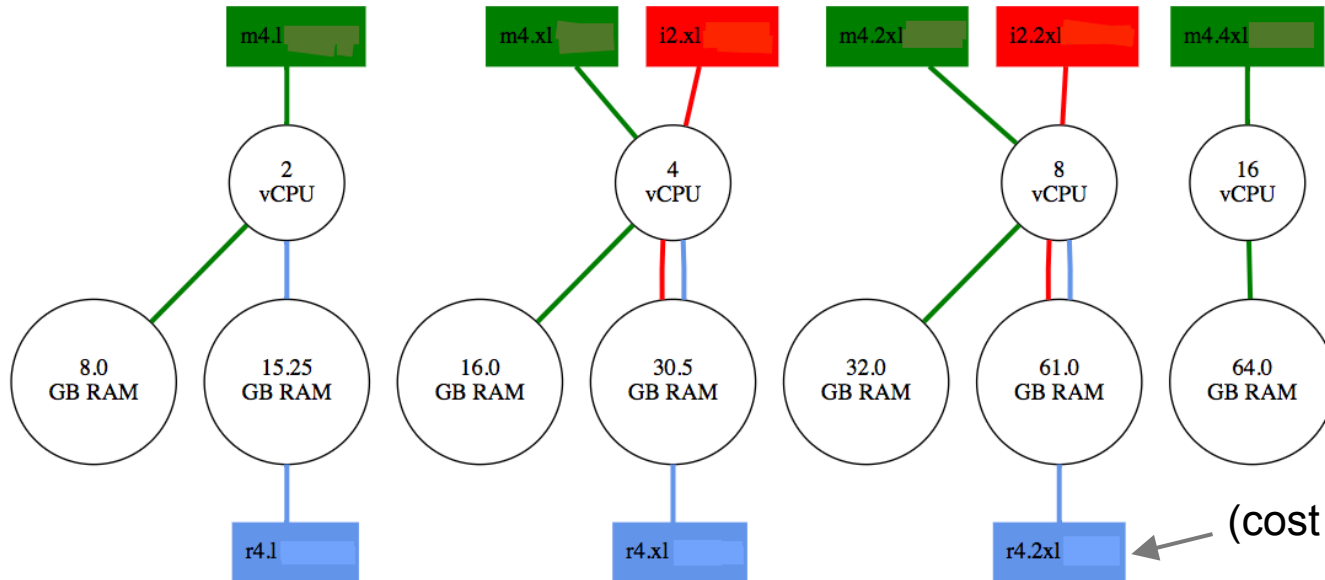 m4.l
m4.xl
i2.xl
m4.2xl
i2.2xl
m4.4xl
2
vCPU
4
vCPU
8
vCPU
16
vCPU
8.0
GB RAM
15.25
GB RAM
16.0
GB RAM
30.5
GB RAM
32.0
GB RAM
61.0
GB RAM
64.0
GB RAM
r4.l
r4.xl
r4.2xl
(cost